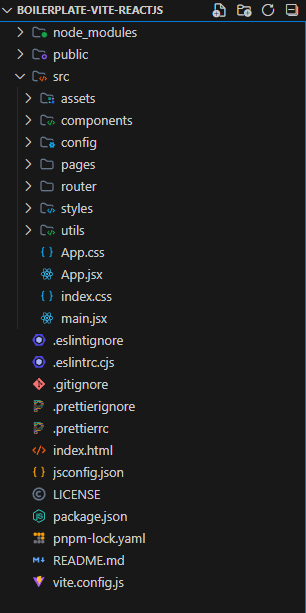 BOILERPLATE-VITE-REACTJS
node_modules
public
src
assets
components
config
pages
router
styles
utils
App.css
App.jsx
index.css
main.jsx
.eslintignore
.eslintrc.cjs
.gitignore
.prettierignore
.prettierrc
index.html
jsconfig.json
LICENSE
package.json
pnpm-lock.yaml
README.md
vite.config.js